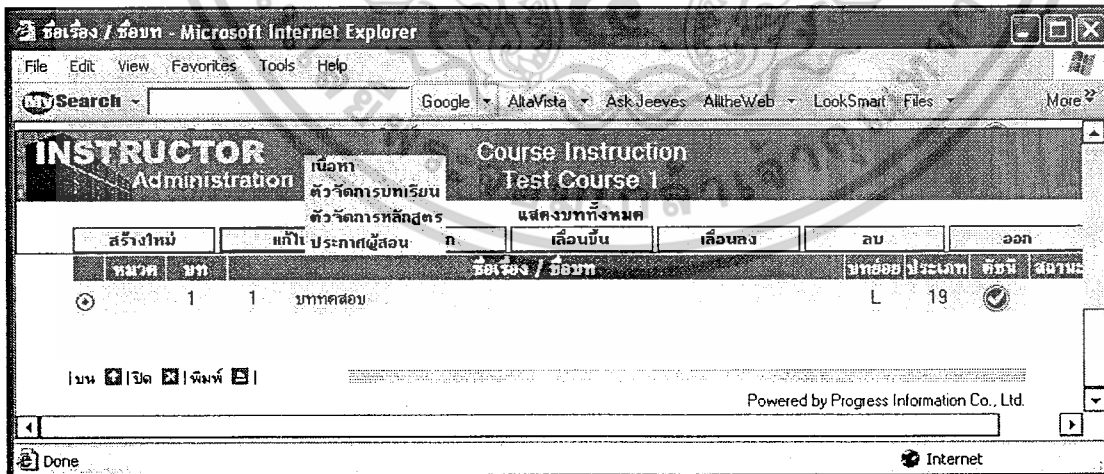 ชื่อเรื่อง / ชื่อบท - Microsoft Internet Explorer
File Edit View Favorites Tools Help
MySearch Google AltaVista Ask Jeeves AlltheWeb LookSmart Files More
INSTRUCTOR
Administration
Course Instruction
Test Course 1
เนื้อหา
ตัวจัดการบทเรียน
ตัวจัดการหลักสูตร
ประกาศผู้สอน
แสดงบททั้งหมด
สร้างใหม่ เลื่อนขึ้น เลื่อนลง ลบ ออก
หมวด บท ชื่อเรื่อง / ชื่อบท บทย่อย ประเภท ดัชนี สถานะ
1 1 บททดสอบ L 19
|บน |ปิด |พิมพ์ |
Powered by Progress Information Co., Ltd.
Done Internet